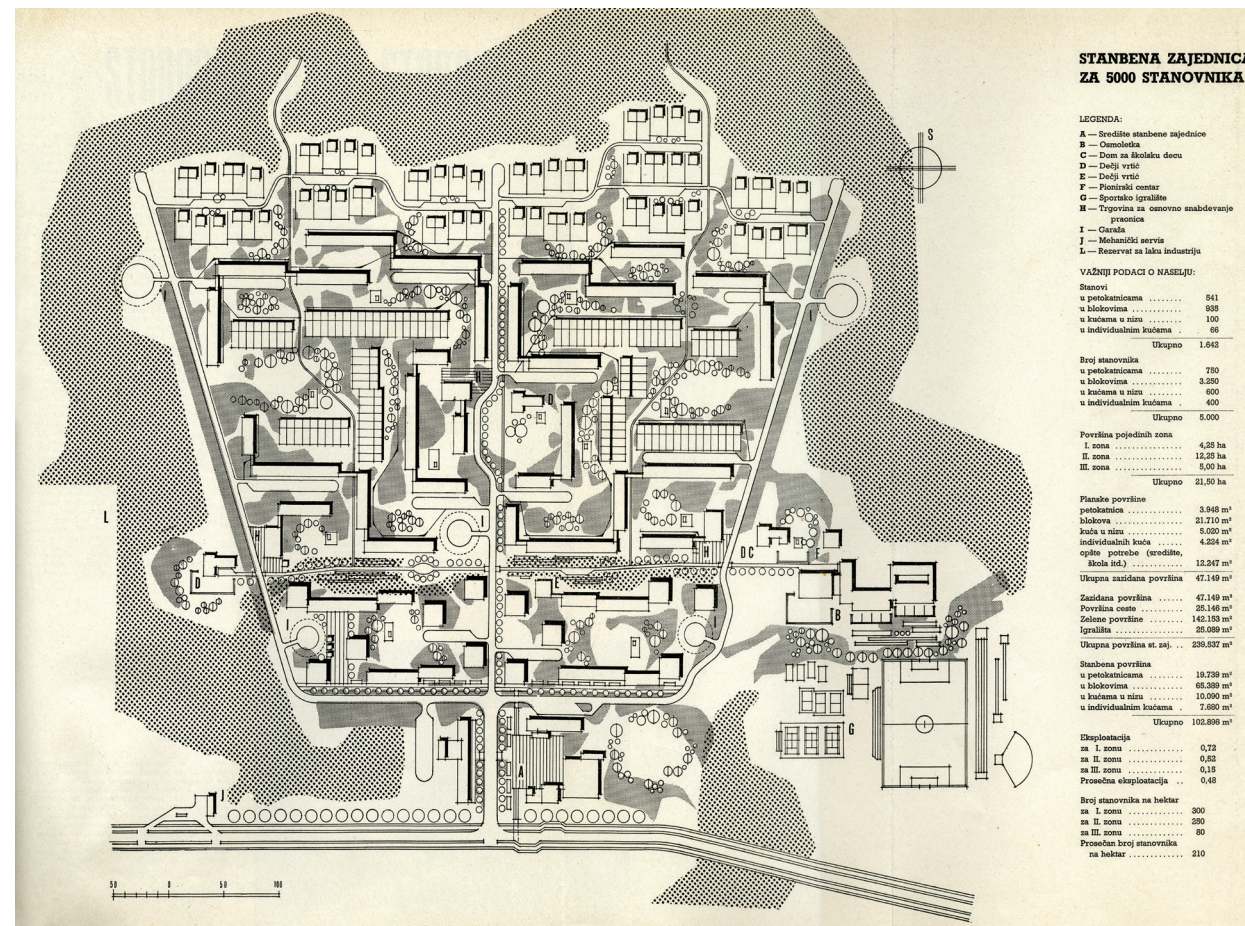 STANBENA ZAJEDNICA
ZA 5000 STANOVNIKA
LEGENDA:
A — Središte stanbene zajednice
B — Osmoletka
C — Dom za školsku decu
D — Dečji vrtić
E — Dečji vrtić
F — Pionirski centar
G — Sportsko igralište
H — Trgovina za osnovno snabdevanje
praonica
I — Garaža
J — Mehanički servis
L — Rezervat za laku industriju
VAŽNIJI PODACI O NASELJU:
Stanovi
u petokatnicama ........ 541
u blokovima ........... 935
u kućama u nizu ....... 100
u individualnim kućama . 66
Ukupno 1.642
Broj stanovnika
u petokatnicama ........ 750
u blokovima ........... 3.250
u kućama u nizu ....... 600
u individualnim kućama . 400
Ukupno 5.000
Površina pojedinih zona
I. zona ................ 4,25 ha
II. zona ................ 12,25 ha
III. zona ................ 5,00 ha
Ukupno 21,50 ha
Planske površine
petokatnica ............ 3.948 m²
blokova ............... 21.710 m²
kuća u nizu ........... 5.020 m²
individualnih kuća ...... 4.224 m²
opšte potrebe (središte,
škola itd.) ............ 12.247 m²
Ukupna zazidana površina 47.149 m²
Zazidana površina ...... 47.149 m²
Površina ceste ......... 25.146 m²
Zelene površine ........ 142.153 m²
Igrališta .............. 25.089 m²
Ukupna površina st. zaj. .. 239.537 m²
Stanbena površina
u petokatnicama ........ 19.739 m²
u blokovima ........... 65.389 m²
u kućama u nizu ....... 10.090 m²
u individualnim kućama . 7.680 m²
Ukupno 102.898 m²
Eksploatacija
za I. zonu ............. 0,72
za II. zonu ............. 0,52
za III. zonu ............. 0,15
Prosečna eksploatacija .. 0,48
Broj stanovnika na hektar
za I. zonu ............. 300
za II. zonu ............. 280
za III. zonu ............. 80
Prosečan broj stanovnika
na hektar ............. 210
S
I
I
H
D
L
I
H
H
DC
E
D
E
B
I
I
G
A
J
50 0 50 100